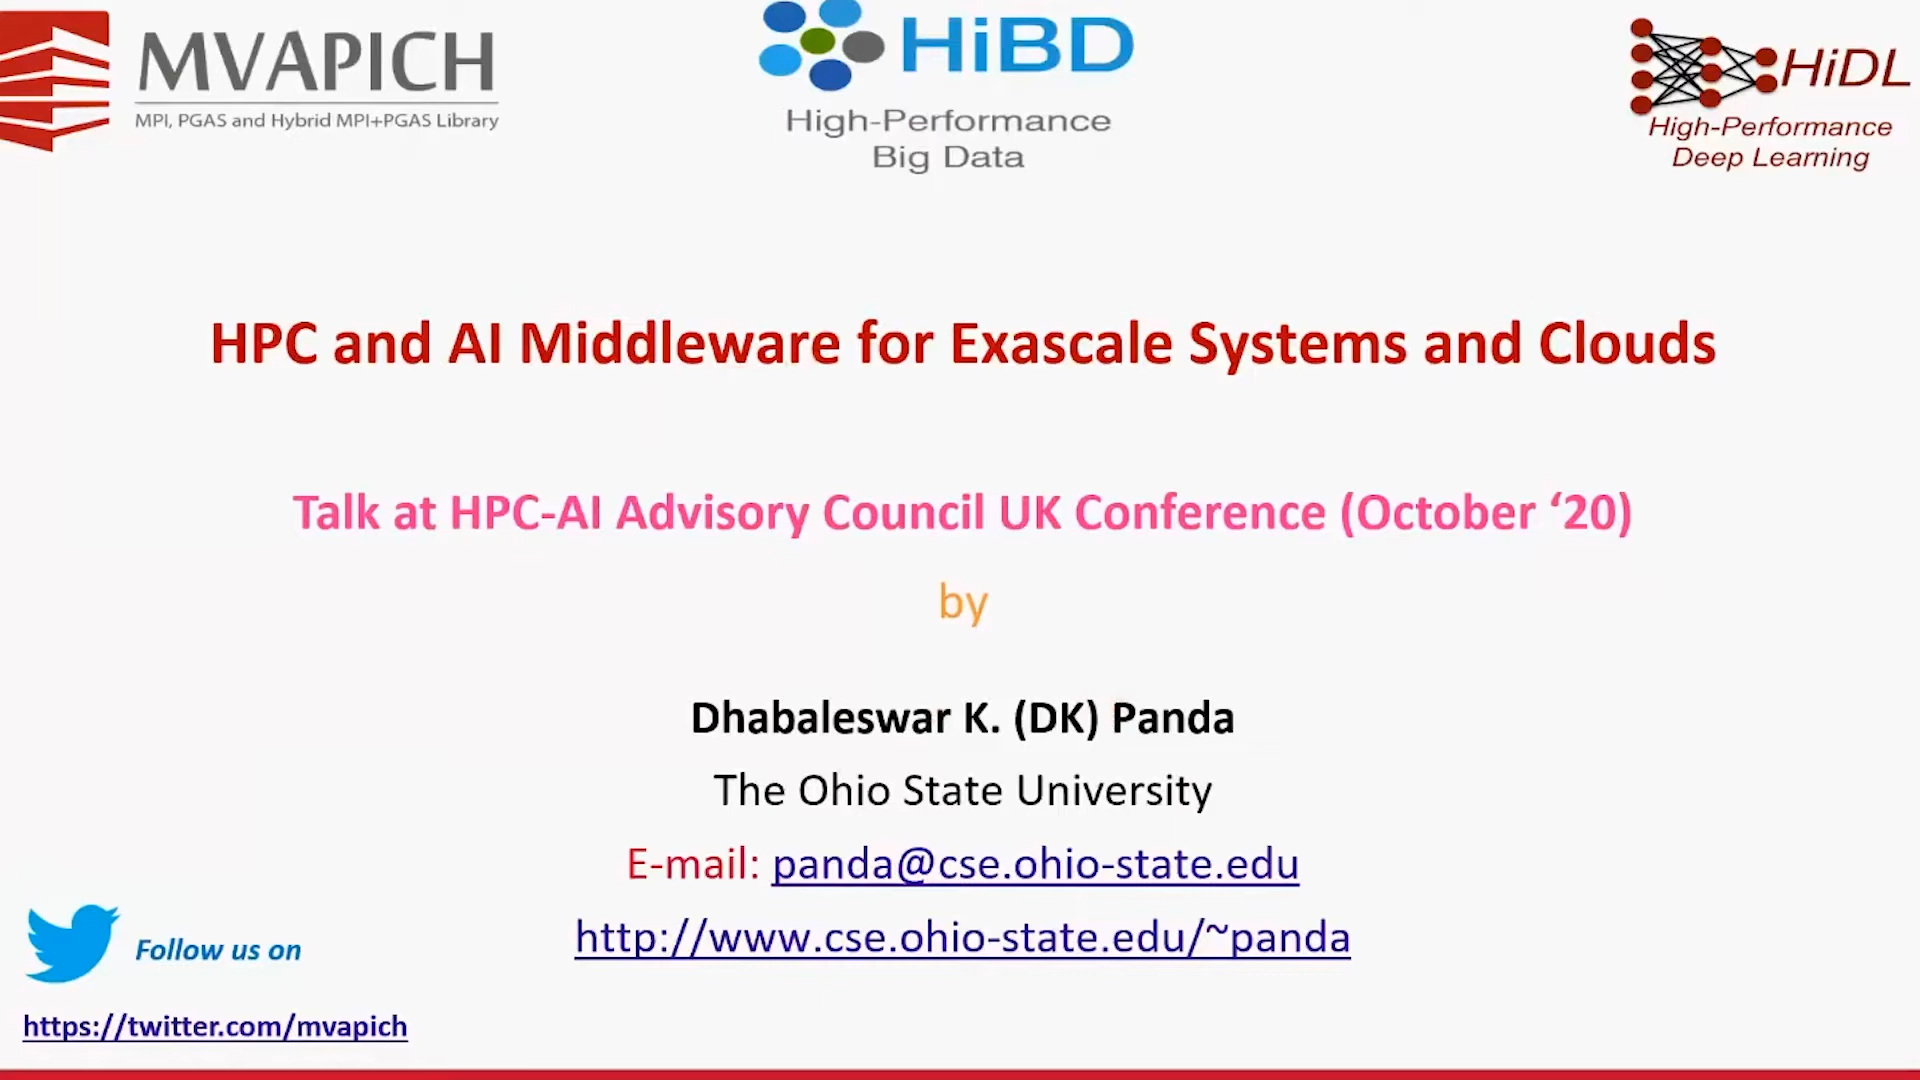 MVAPICH
MPI, PGAS and Hybrid MPI+PGAS Library
HiBD
High-Performance
Big Data
HiDL
High-Performance
Deep Learning
HPC and AI Middleware for Exascale Systems and Clouds
Talk at HPC-AI Advisory Council UK Conference (October ‘20)
by
Dhabaleswar K. (DK) Panda
The Ohio State University
E-mail: panda@cse.ohio-state.edu
http://www.cse.ohio-state.edu/~panda
Follow us on
https://twitter.com/mvapich